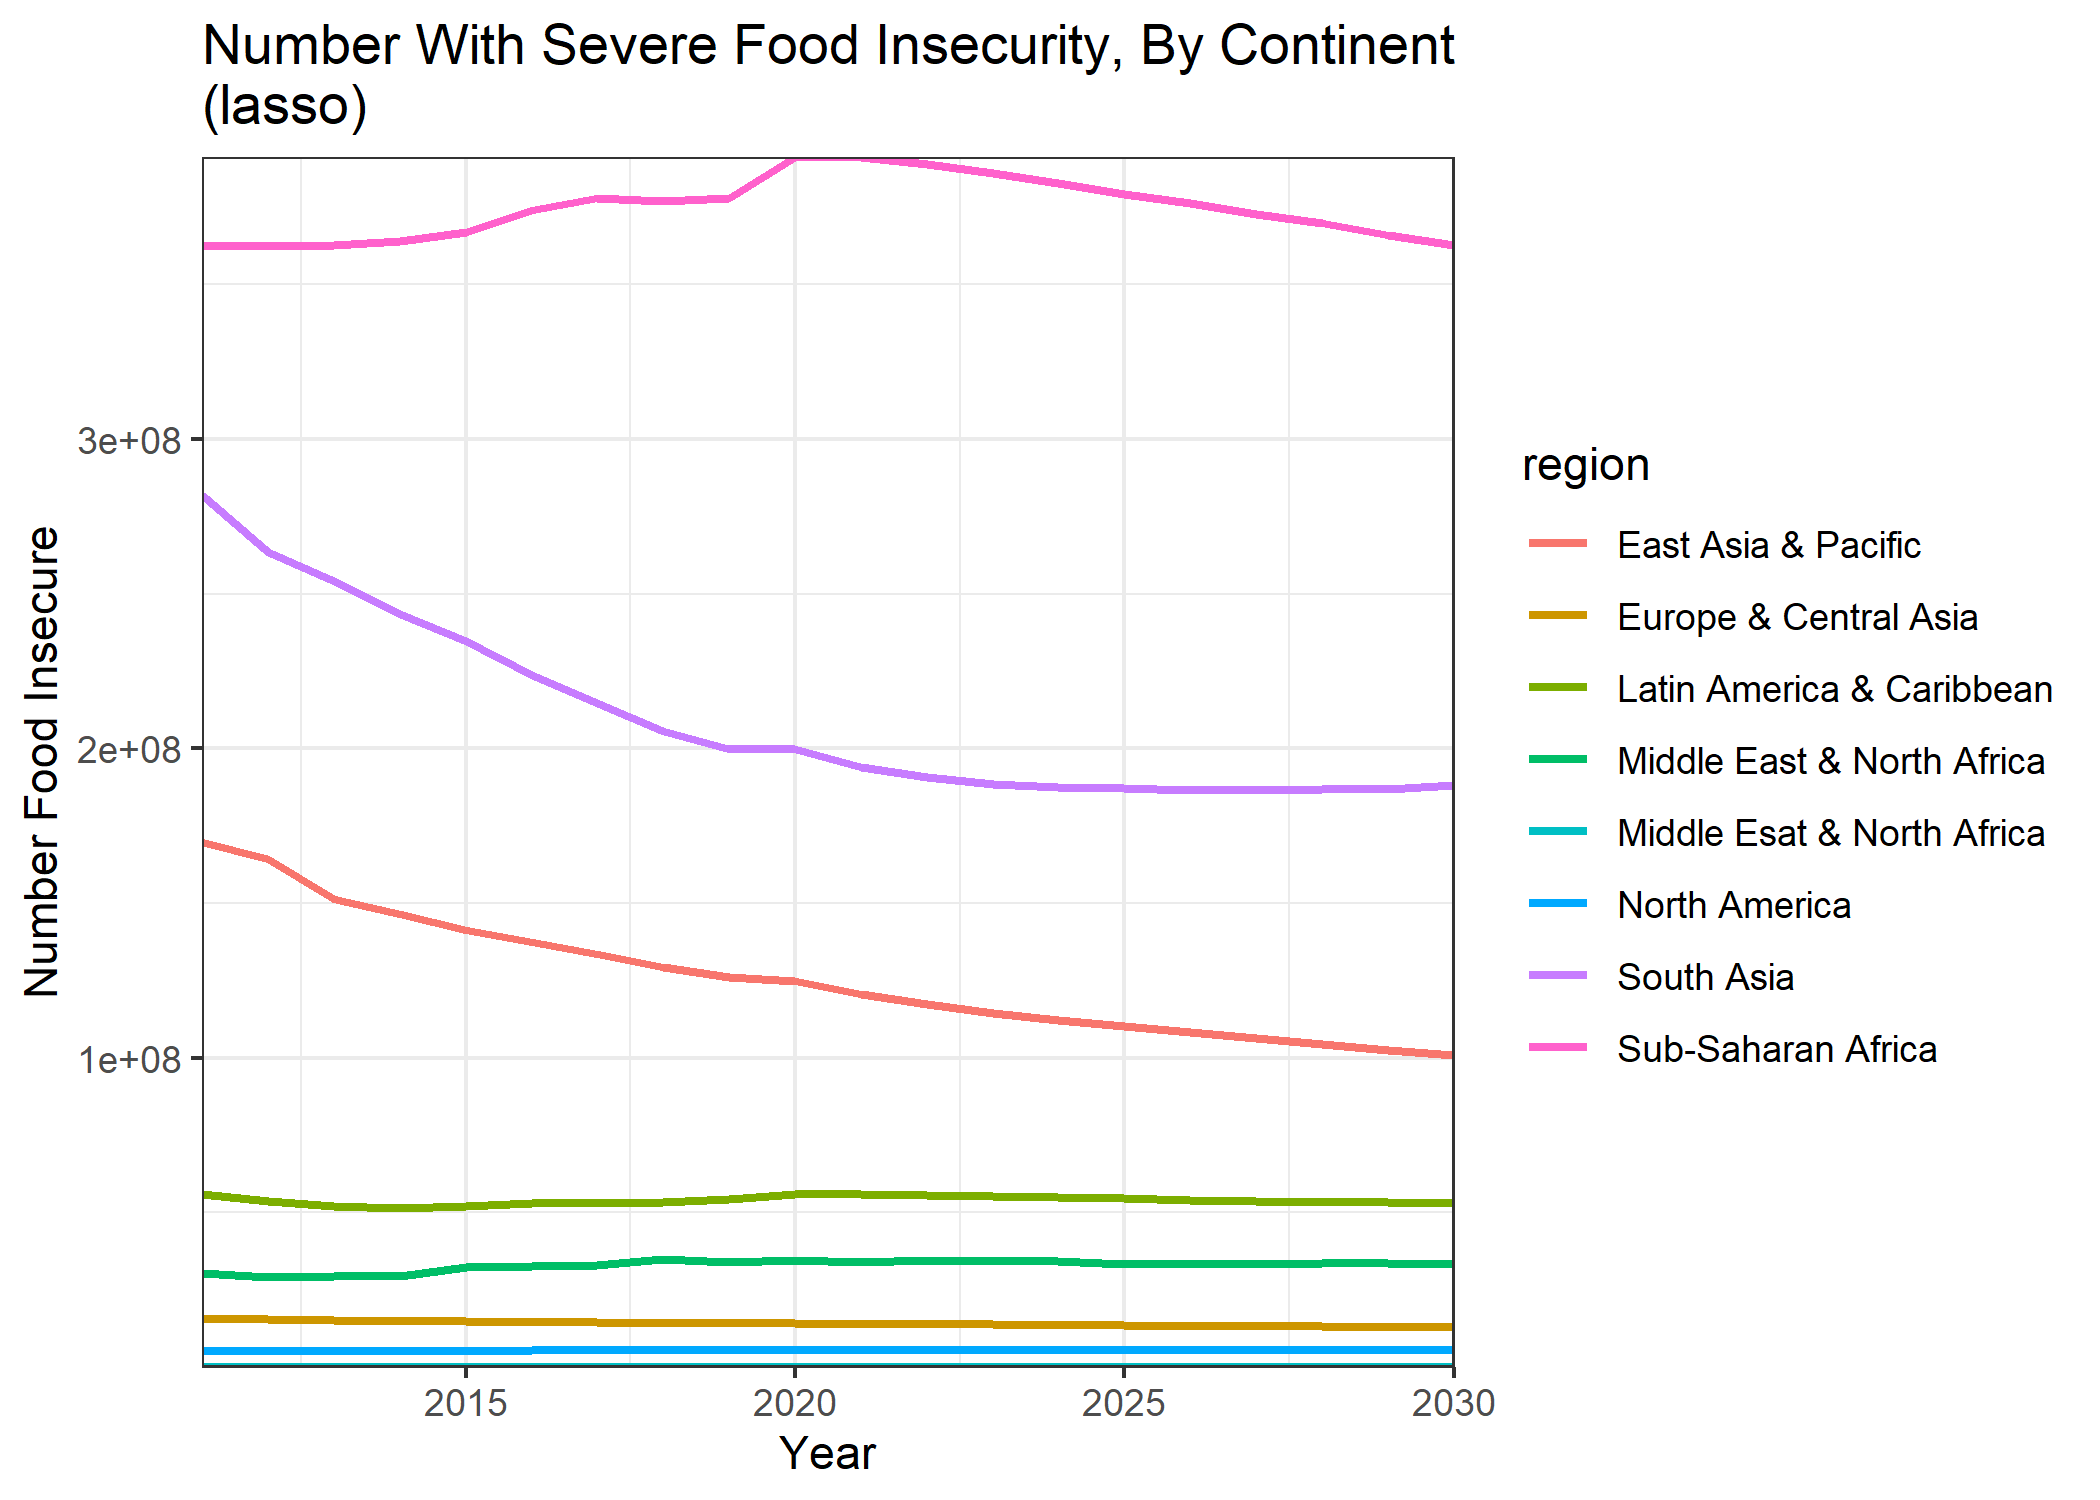 Number With Severe Food Insecurity, By Continent
(lasso)
Number Food Insecure
3e+08
2e+08
1e+08
2015
2020
2025
2030
Year
region
East Asia & Pacific
Europe & Central Asia
Latin America & Caribbean
Middle East & North Africa
Middle Esat & North Africa
North America
South Asia
Sub-Saharan Africa